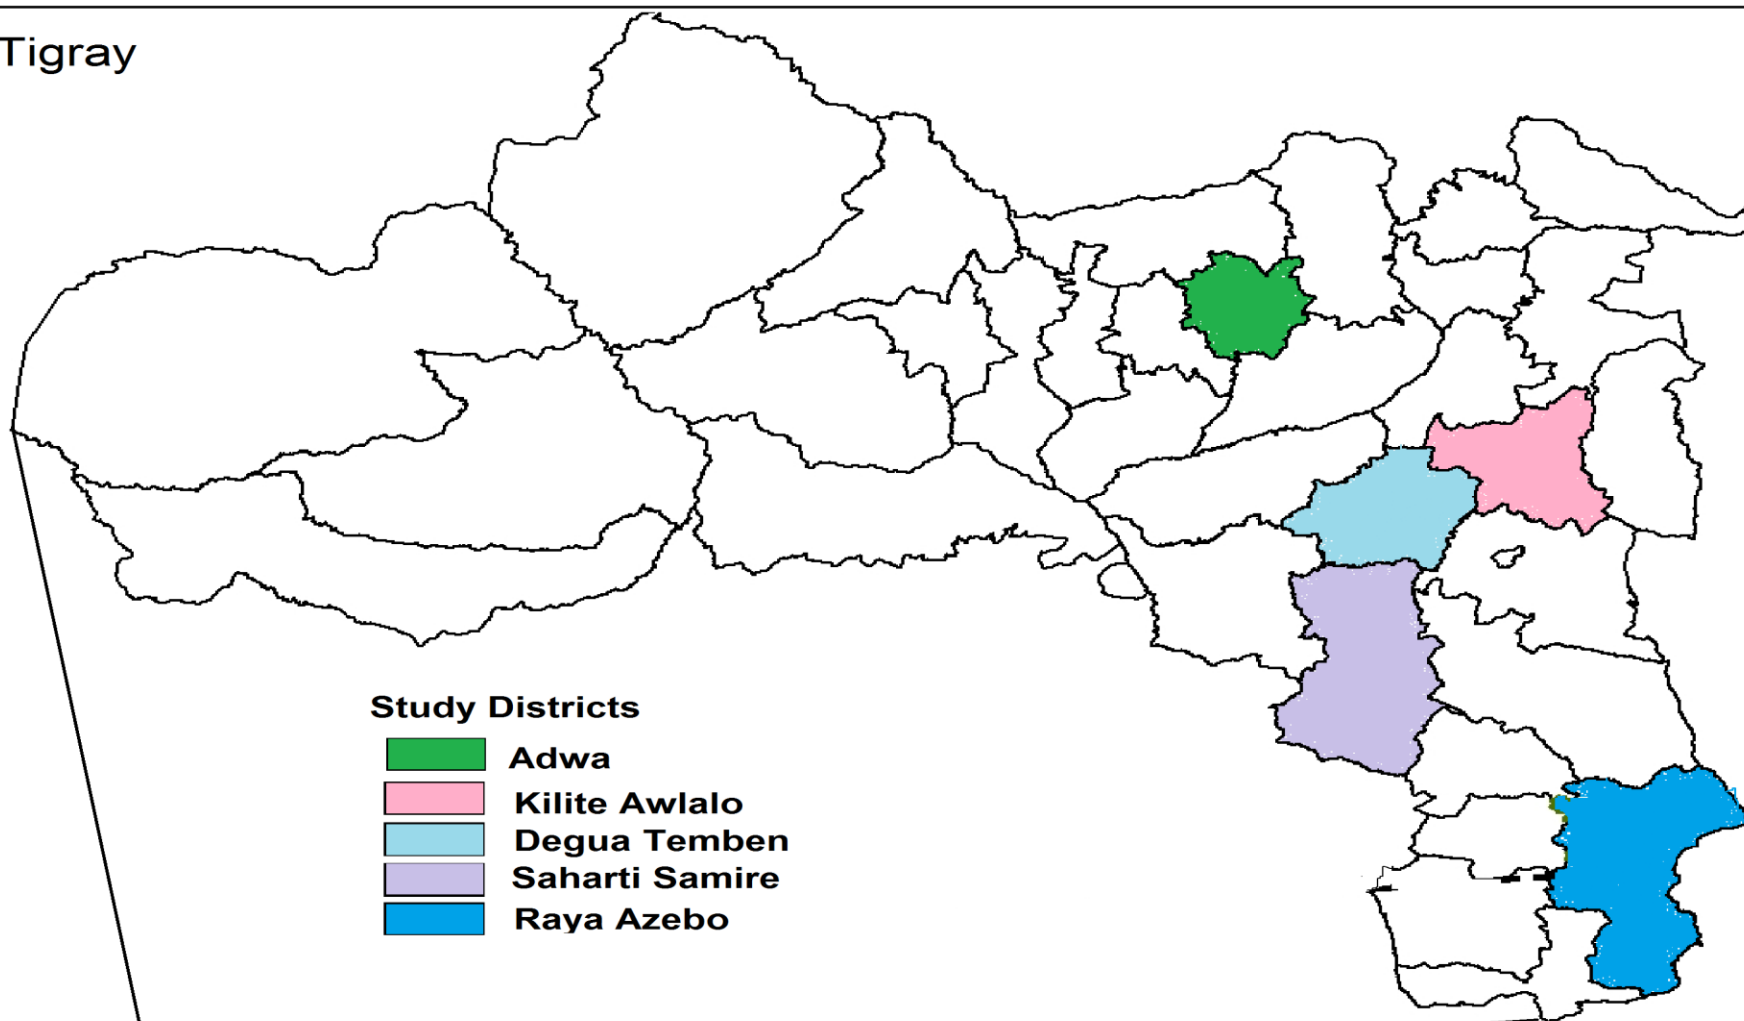 Tigray
Study Districts
Adwa
Kilite Awlalo
Degua Temben
Saharti Samire
Raya Azebo